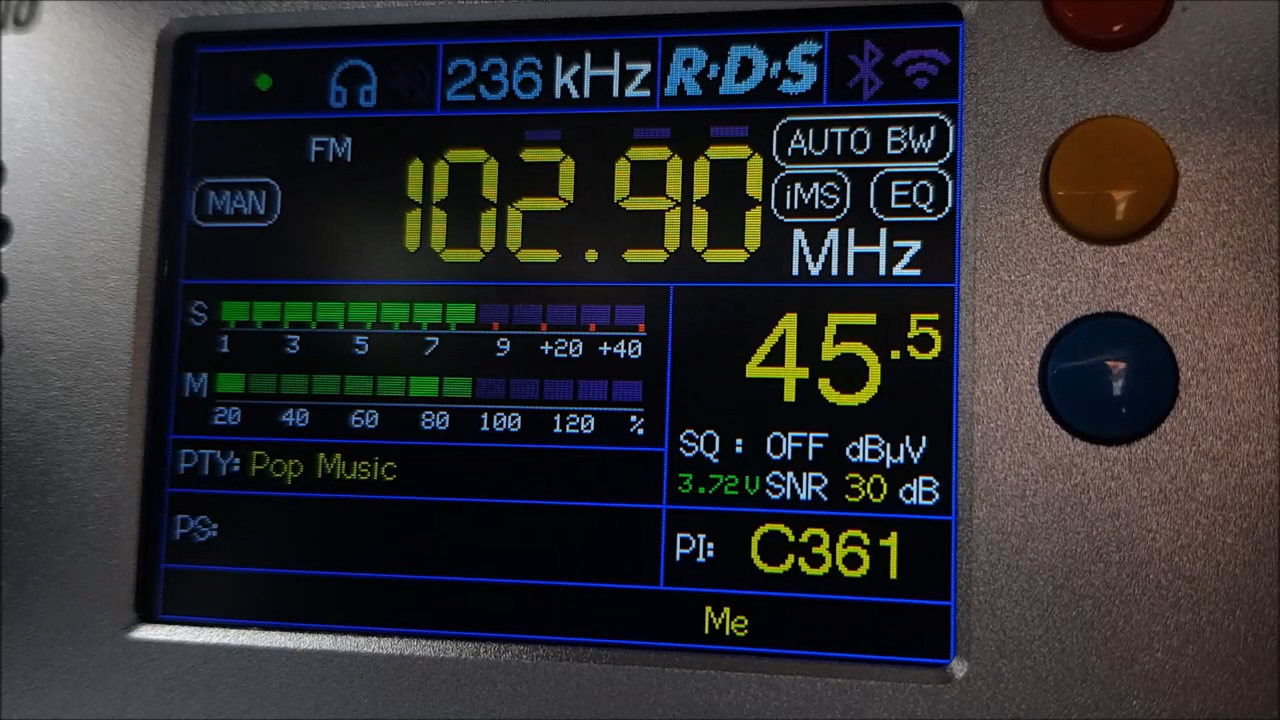 236 kHz R·D·S
FM 102.90 AUTO BW
MAN iMS EQ
MHz
S
1 3 5 7 9 +20 +40
45.5
M
20 40 60 80 100 120 %
SQ : OFF dBµV
PTY: Pop Music
3.72V SNR 30 dB
PS:
PI: C361
Me